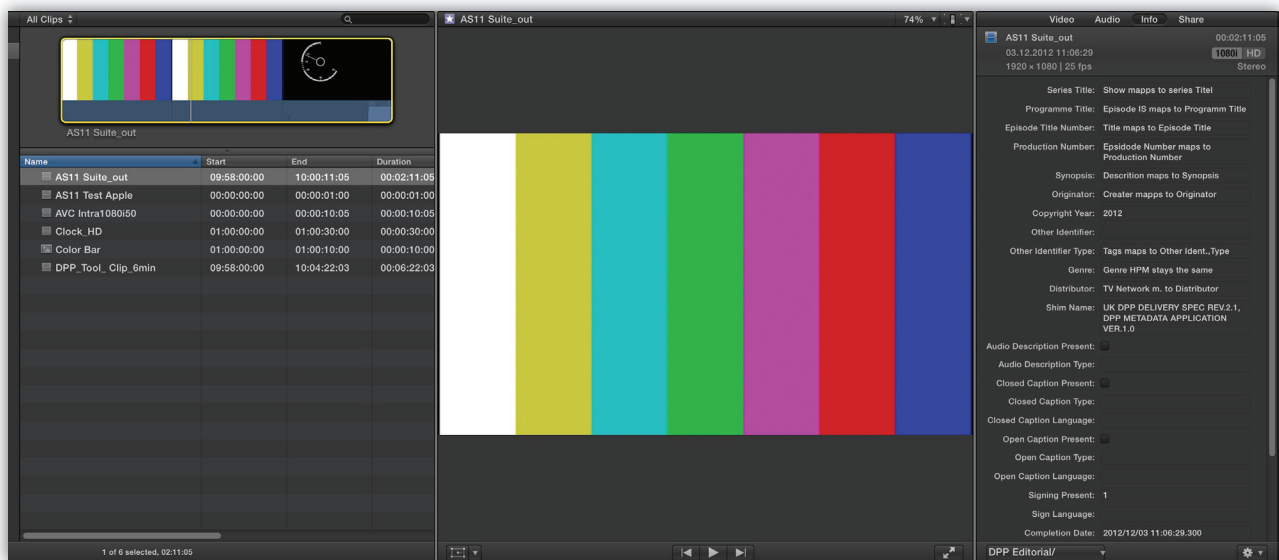 All Clips
AS11 Suite_out
Name Start End Duration
AS11 Suite_out 09:58:00:00 10:00:11:05 00:02:11:05
AS11 Test Apple 00:00:00:00 00:00:01:00 00:00:01:00
AVC Intra1080i50 00:00:00:00 00:00:10:05 00:00:10:05
Clock_HD 01:00:00:00 01:00:30:00 00:00:30:00
Color Bar 01:00:00:00 01:00:10:00 00:00:10:00
DPP_Tool_ Clip_6min 09:58:00:00 10:04:22:03 00:06:22:03
1 of 6 selected, 02:11:05
AS11 Suite_out 74%
Video Audio Info Share
AS11 Suite_out 00:02:11:05
03.12.2012 11:06:29 1080i HD
1920 × 1080 | 25 fps Stereo
Series Title: Show mapps to series Titel
Programme Title: Episode IS maps to Programm Title
Episode Title Number: Title maps to Episode Title
Production Number: Epsidode Number maps to
Production Number
Synopsis: Descrition maps to Synopsis
Originator: Creater mapps to Originator
Copyright Year: 2012
Other Identifier:
Other Identifier Type: Tags maps to Other Ident.,Type
Genre: Genre HPM stays the same
Distributor: TV Network m. to Distributor
Shim Name: UK DPP DELIVERY SPEC REV.2.1,
DPP METADATA APPLICATION
VER.1.0
Audio Description Present:
Audio Description Type:
Closed Caption Present:
Closed Caption Type:
Closed Caption Language:
Open Caption Present:
Open Caption Type:
Open Caption Language:
Signing Present: 1
Sign Language:
Completion Date: 2012/12/03 11:06:29.300
DPP Editorial/